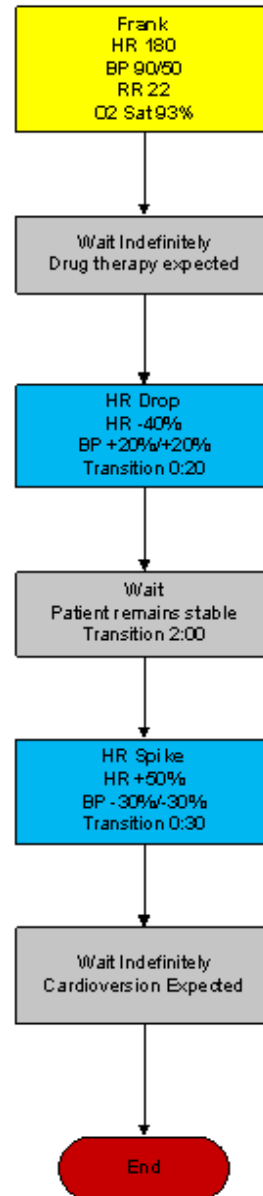 Frank
HR 180
BP 90/50
RR 22
O2 Sat 93%
Wait Indefinitely
Drug therapy expected
HR Drop
HR -40%
BP +20%/+20%
Transition 0:20
Wait
Patient remains stable
Transition 2:00
HR Spike
HR +50%
BP -30%/-30%
Transition 0:30
Wait Indefinitely
Cardioversion Expected
End